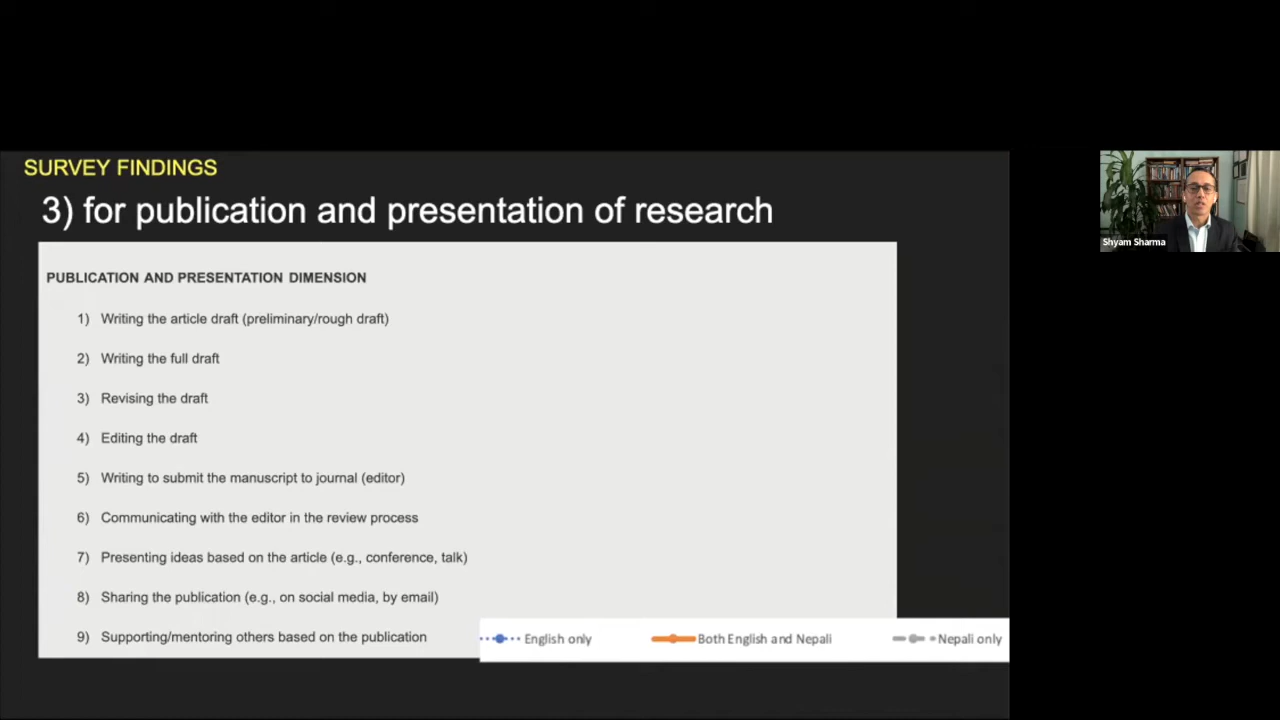 SURVEY FINDINGS
3) for publication and presentation of research
PUBLICATION AND PRESENTATION DIMENSION
1) Writing the article draft (preliminary/rough draft)
2) Writing the full draft
3) Revising the draft
4) Editing the draft
5) Writing to submit the manuscript to journal (editor)
6) Communicating with the editor in the review process
7) Presenting ideas based on the article (e.g., conference, talk)
8) Sharing the publication (e.g., on social media, by email)
9) Supporting/mentoring others based on the publication
English only
Both English and Nepali
Nepali only
Shyam Sharma